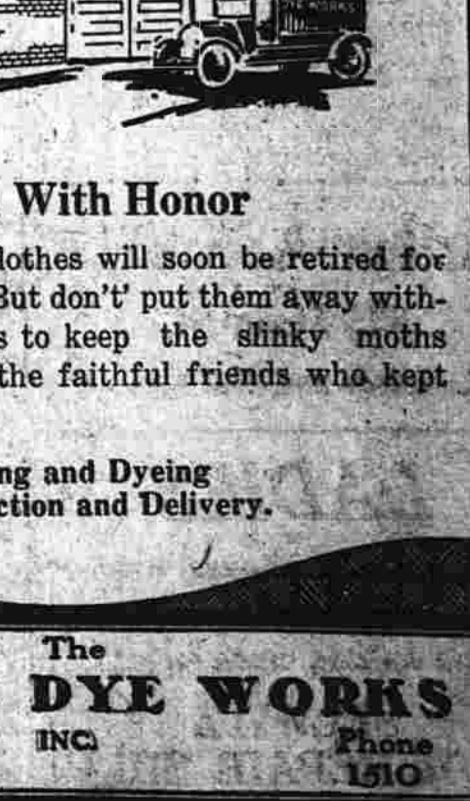 WORKS
With Honor
lothes will soon be retired for
But don't' put them away with-
s to keep the slinky moths
the faithful friends who kept
ng and Dyeing
ction and Delivery.
The
DYE WORKS
INC.
Phone
1510